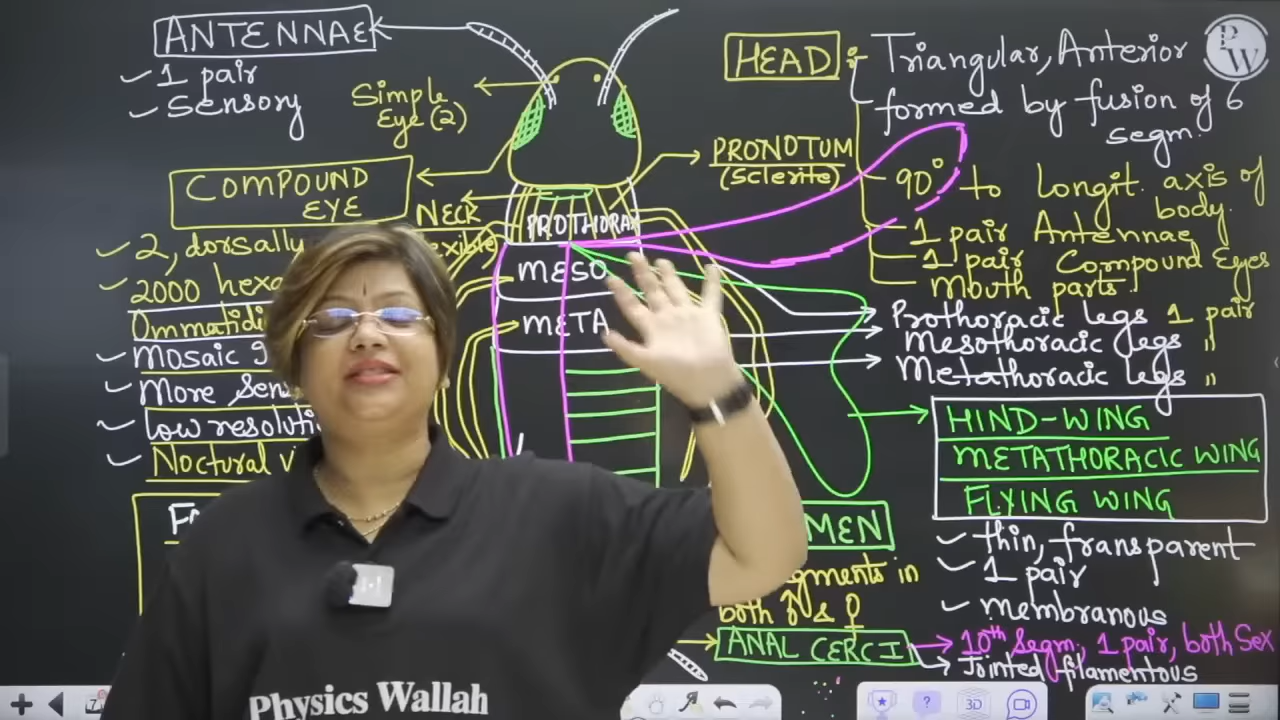 ANTENNAE
1 pair
Sensory
Simple
Eye (2)
COMPOUND
EYE
2, dorsally
2000 hexa
Ommatidi
Mosaic
More sens
low resoluti
Noctural v
NECK
PRONOTUM
(sclerite)
PROTHORAX
MESO
META
HEAD :
Triangular, Anterior
formed by fusion of 6
segm.
90° to Longit. axis of
body.
1 pair Antennae
1 pair Compound Eyes
Mouth parts
Prothoracic legs 1 pair
Mesothoracic legs "
Metathoracic legs "
HIND-WING
METATHORACIC WING
FLYING WING
thin, transparent
1 pair
membranous
MEN
gments in
both ♂ & ♀
ANAL CERCI
10th Segm, 1 pair, both Sex
Jointed filamentous
PW
Physics Wallah
3D